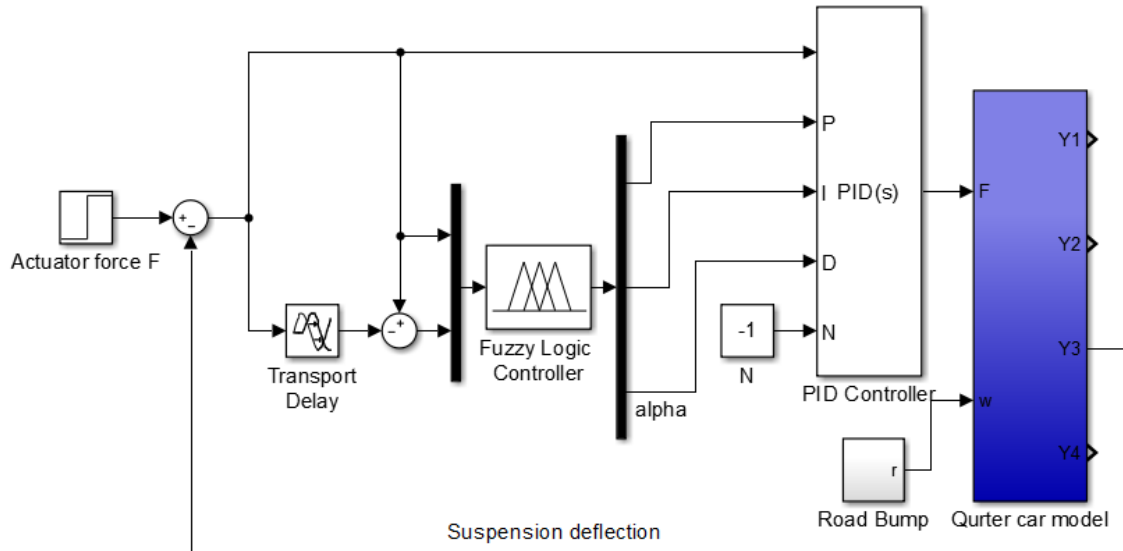 P
Y1
I PID(s)
F
+
-
Y2
Actuator force F
D
-
+
-1
N
Y3
Fuzzy Logic
Controller
N
Transport
Delay
PID Controller
alpha
w
r
Y4
Road Bump
Qurter car model
Suspension deflection